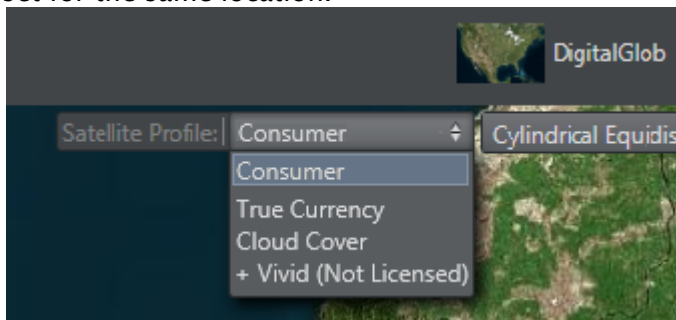 DigitalGlob
Satellite Profile: Consumer Cylindrical Equidis
Consumer
True Currency
Cloud Cover
+ Vivid (Not Licensed)